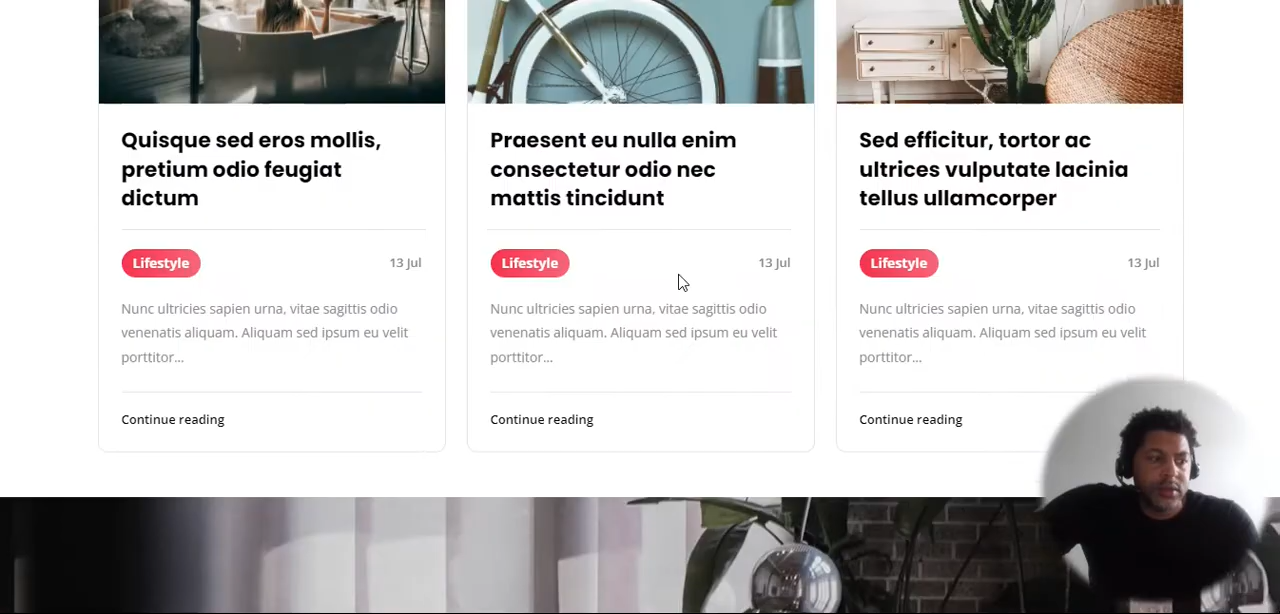 Quisque sed eros mollis,
pretium odio feugiat
dictum
Lifestyle
13 Jul
Nunc ultricies sapien urna, vitae sagittis odio
venenatis aliquam. Aliquam sed ipsum eu velit
porttitor...
Continue reading
Praesent eu nulla enim
consectetur odio nec
mattis tincidunt
Lifestyle
13 Jul
Nunc ultricies sapien urna, vitae sagittis odio
venenatis aliquam. Aliquam sed ipsum eu velit
porttitor...
Continue reading
Sed efficitur, tortor ac
ultrices vulputate lacinia
tellus ullamcorper
Lifestyle
13 Jul
Nunc ultricies sapien urna, vitae sagittis odio
venenatis aliquam. Aliquam sed ipsum eu velit
porttitor...
Continue reading